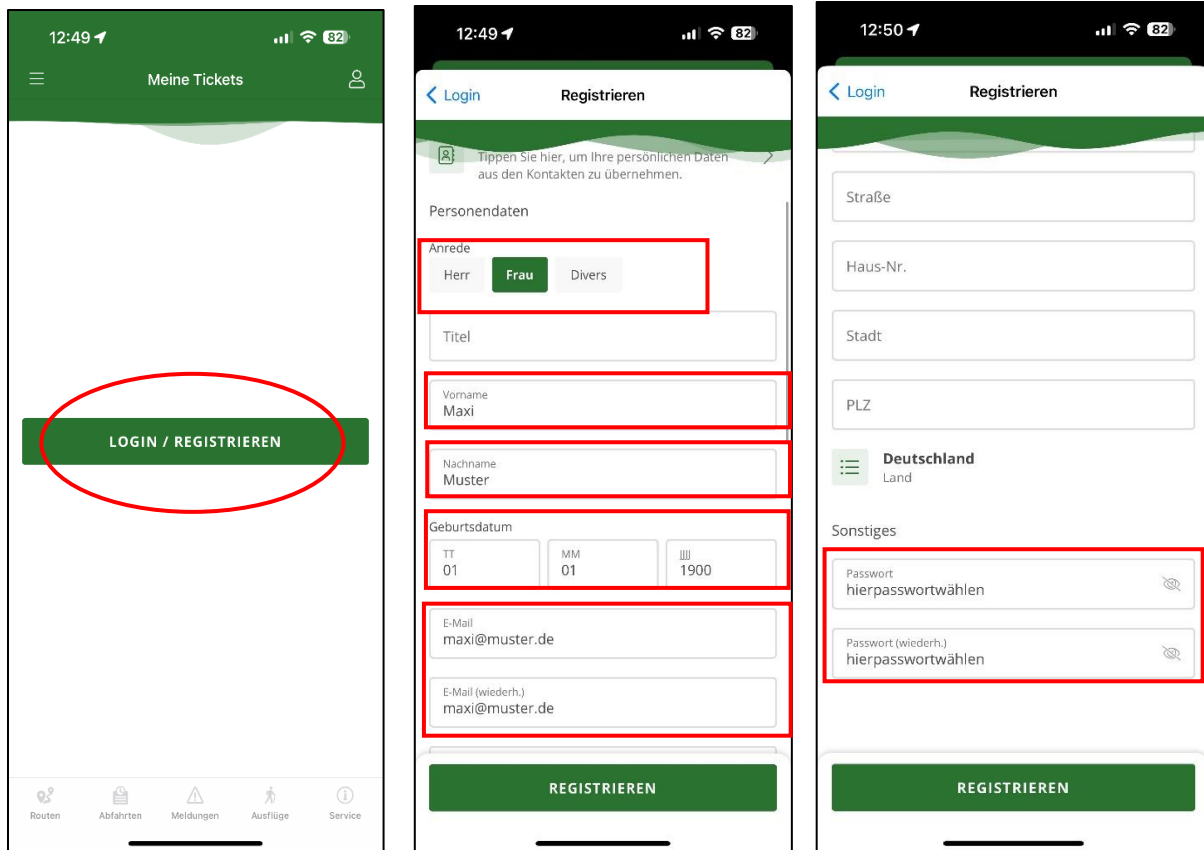 12:49
82
Meine Tickets
LOGIN / REGISTRIEREN
Routen
Abfahrten
Meldungen
Ausflüge
Service
12:49
82
Login
Registrieren
Tippen Sie hier, um Ihre persönlichen Daten
aus den Kontakten zu übernehmen.
Personendaten
Anrede
Herr
Frau
Divers
Titel
Vorname
Maxi
Nachname
Muster
Geburtsdatum
TT
MM
JJJJ
01
01
1900
E-Mail
maxi@muster.de
E-Mail (wiederh.)
maxi@muster.de
REGISTRIEREN
12:50
82
Login
Registrieren
Straße
Haus-Nr.
Stadt
PLZ
Deutschland
Land
Sonstiges
Passwort
hierpasswortwählen
Passwort (wiederh.)
hierpasswortwählen
REGISTRIEREN